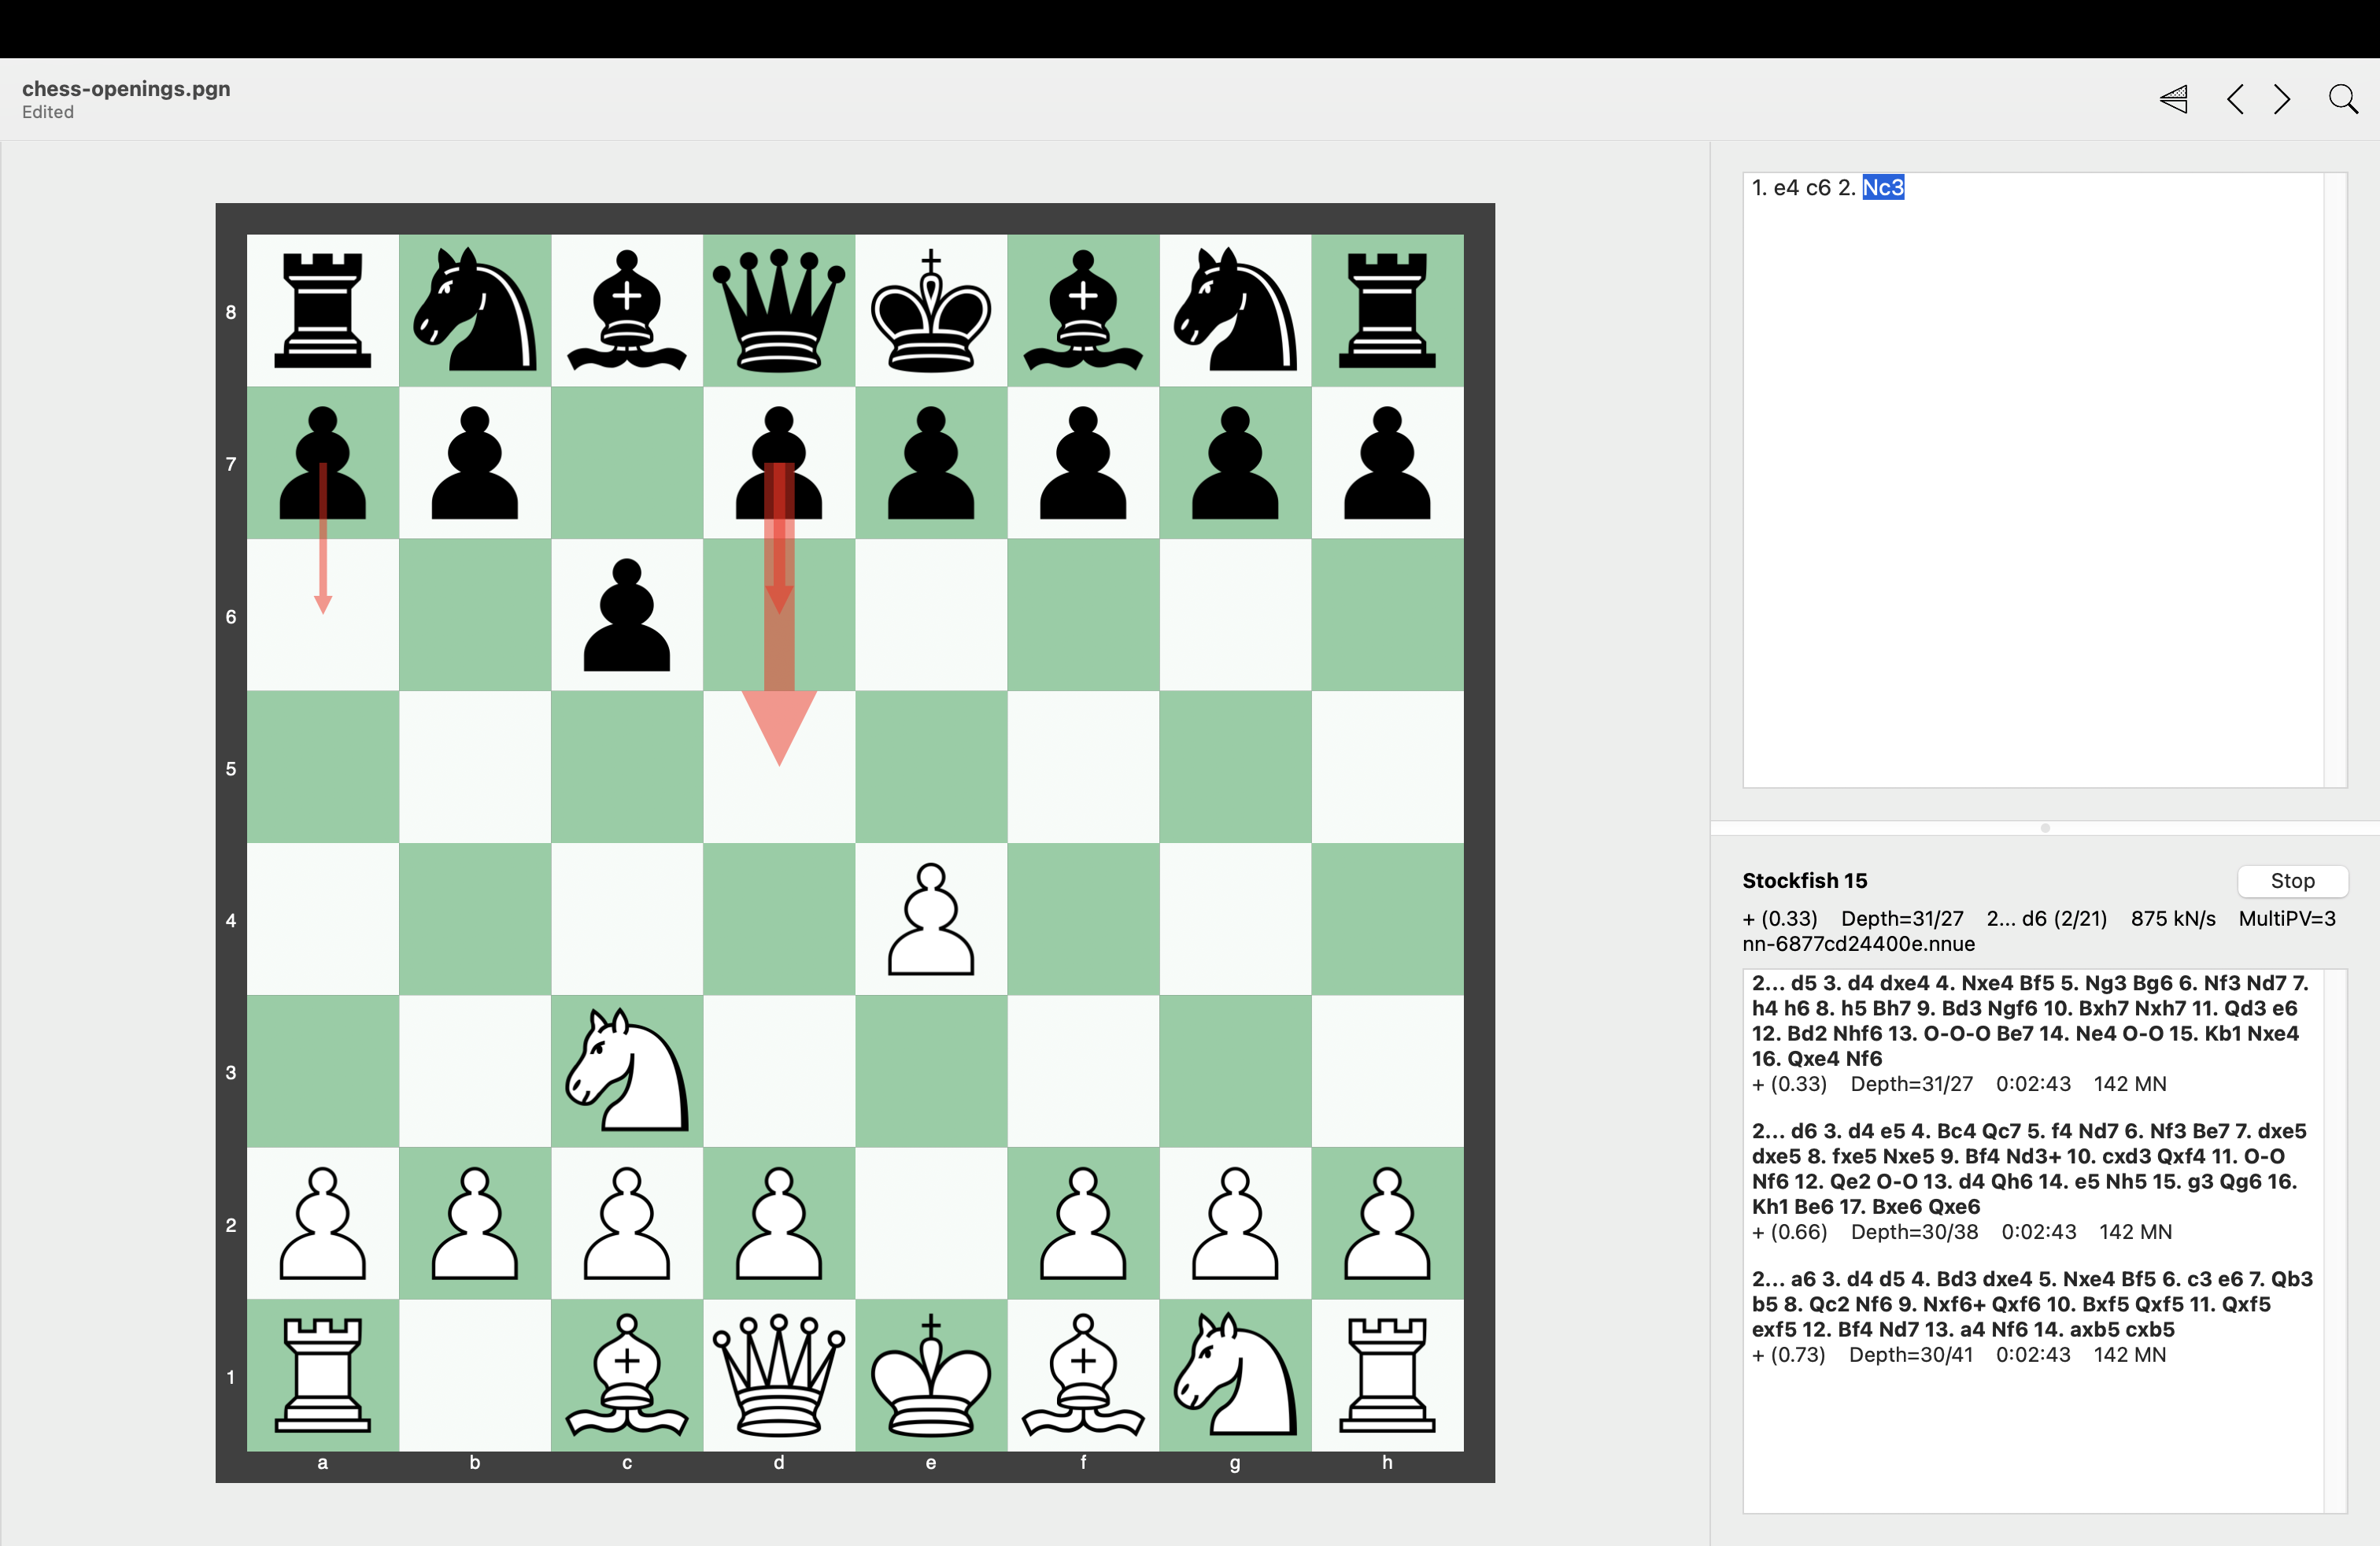 chess-openings.pgn
Edited
8
7
6
5
4
3
2
1
a b c d e f g h
1. e4 c6 2. Nc3
Stockfish 15
Stop
+ (0.33) Depth=31/27 2... d6 (2/21) 875 kN/s MultiPV=3
nn-6877cd24400e.nnue
2... d5 3. d4 dxe4 4. Nxe4 Bf5 5. Ng3 Bg6 6. Nf3 Nd7 7.
h4 h6 8. h5 Bh7 9. Bd3 Ngf6 10. Bxh7 Nxh7 11. Qd3 e6
12. Bd2 Nhf6 13. O-O-O Be7 14. Ne4 O-O 15. Kb1 Nxe4
16. Qxe4 Nf6
+ (0.33) Depth=31/27 0:02:43 142 MN
2... d6 3. d4 e5 4. Bc4 Qc7 5. f4 Nd7 6. Nf3 Be7 7. dxe5
dxe5 8. fxe5 Nxe5 9. Bf4 Nd3+ 10. cxd3 Qxf4 11. O-O
Nf6 12. Qe2 O-O 13. d4 Qh6 14. e5 Nh5 15. g3 Qg6 16.
Kh1 Be6 17. Bxe6 Qxe6
+ (0.66) Depth=30/38 0:02:43 142 MN
2... a6 3. d4 d5 4. Bd3 dxe4 5. Nxe4 Bf5 6. c3 e6 7. Qb3
b5 8. Qc2 Nf6 9. Nxf6+ Qxf6 10. Bxf5 Qxf5 11. Qxf5
exf5 12. Bf4 Nd7 13. a4 Nf6 14. axb5 cxb5
+ (0.73) Depth=30/41 0:02:43 142 MN